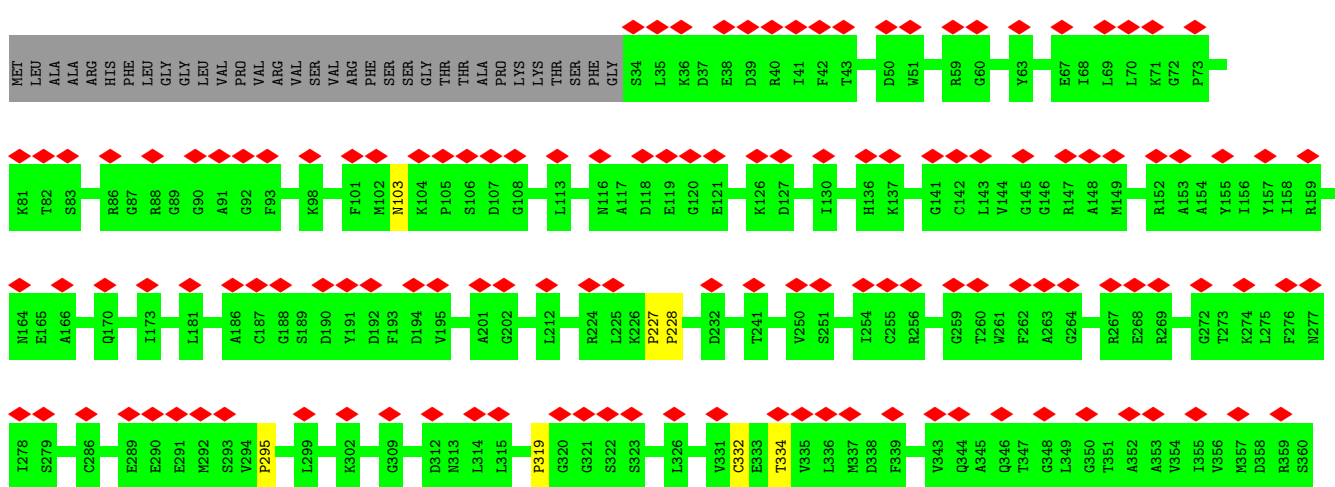 MET LEU ALA ALA ARG HIS PHE LEU GLY GLY LEU VAL PRO VAL ARG VAL SER VAL ARG PHE SER SER GLY THR THR ALA PRO LYS LYS THR SER PHE GLY S34 L35 K36 D37 E38 D39 R40 I41 F42 T43 D50 W51 R59 G60 Y63 E67 I68 L69 L70 K71 G72 P73
K81 T82 S83 R86 G87 R88 G89 G90 A91 G92 F93 K98 F101 M102 N103 K104 P105 S106 D107 G108 L113 N116 A117 D118 E119 G120 E121 K126 D127 I130 H136 K137 G141 C142 L143 V144 G145 G146 R147 A148 M149 R152 A153 A154 Y155 I156 Y157 I158 R159
N164 E165 A166 Q170 I173 L181 A186 C187 G188 S189 D190 Y191 D192 F193 D194 V195 A201 G202 L212 R224 L225 K226 P227 P228 D232 T241 V250 S251 I254 C255 R256 G259 T260 W261 F262 A263 G264 R267 E268 R269 G272 T273 K274 L275 F276 N277
I278 S279 C286 E289 E290 E291 M292 S293 V294 P295 L299 K302 G309 D312 N313 L314 L315 P319 G320 G321 S322 S323 L326 V331 C332 E333 T334 V335 L336 M337 D338 F339 V343 Q344 A345 Q346 T347 G348 L349 G350 T351 A352 A353 V354 I355 V356 M357 D358 R359 S360